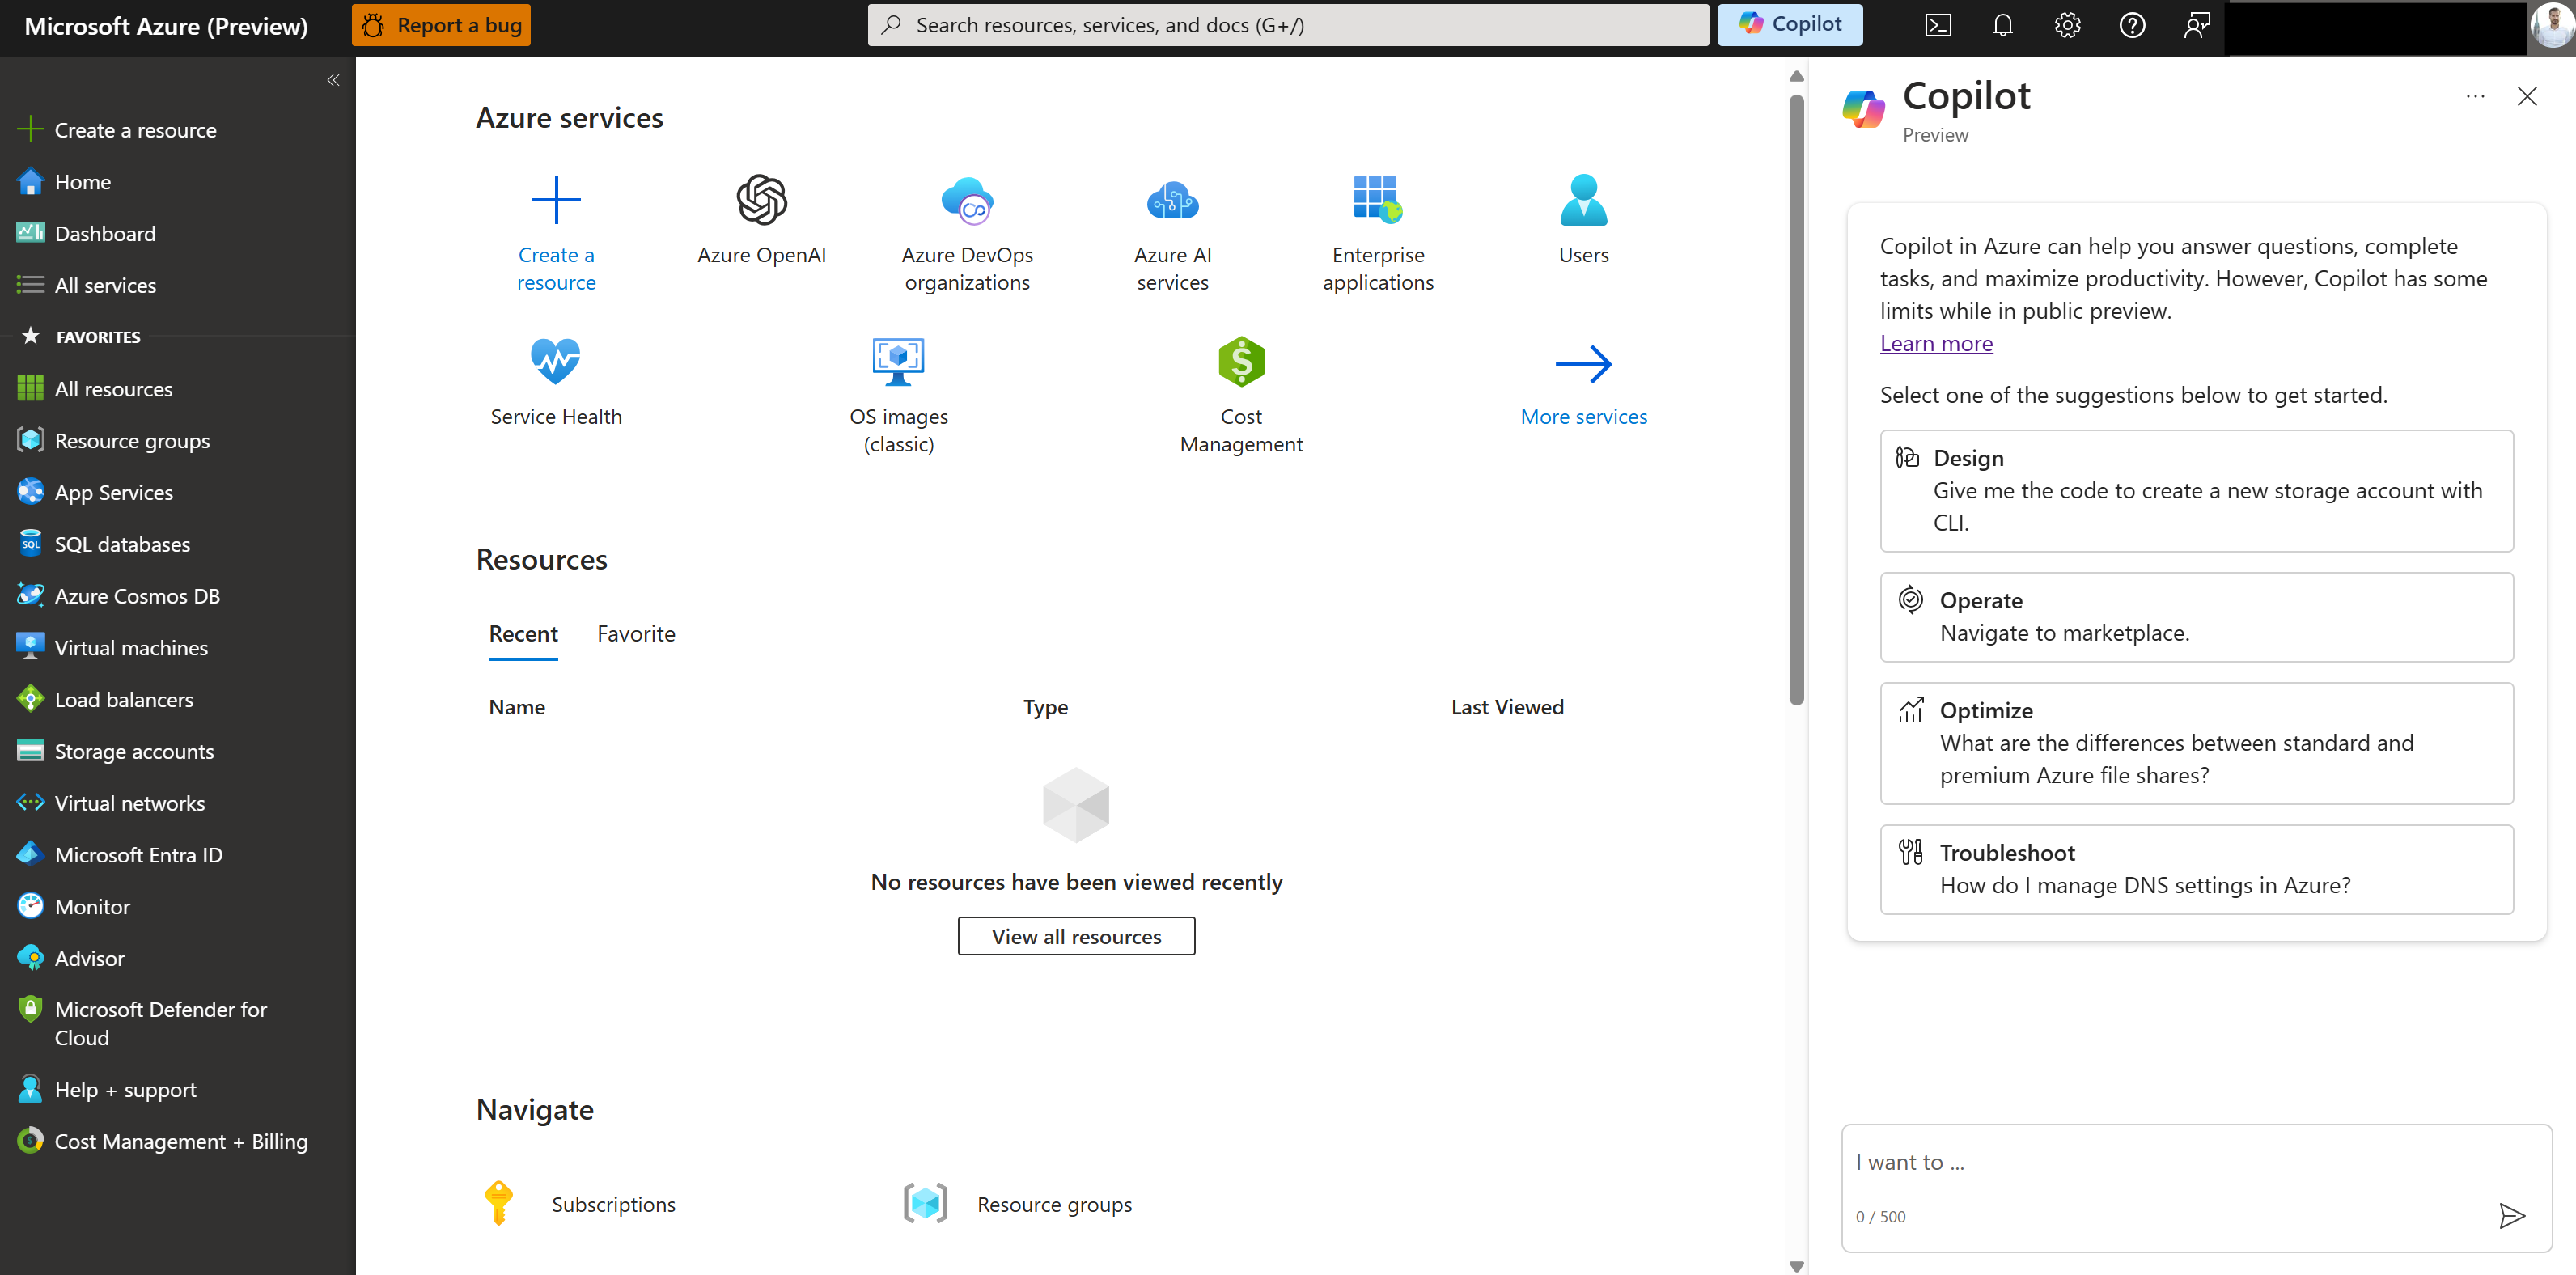 Microsoft Azure (Preview)
Report a bug
Search resources, services, and docs (G+/)
Copilot
Create a resource
Home
Dashboard
All services
FAVORITES
All resources
Resource groups
App Services
SQL
SQL databases
Azure Cosmos DB
Virtual machines
Load balancers
Storage accounts
Virtual networks
Microsoft Entra ID
Monitor
Advisor
Microsoft Defender for
Cloud
Help + support
Cost Management + Billing
Azure services
Create a
resource
Azure OpenAI
Azure DevOps
organizations
Azure AI
services
Enterprise
applications
Users
Service Health
OS images
(classic)
Cost
Management
More services
Resources
Recent
Favorite
Name
Type
Last Viewed
No resources have been viewed recently
View all resources
Navigate
Subscriptions
Resource groups
Copilot
Preview
Copilot in Azure can help you answer questions, complete
tasks, and maximize productivity. However, Copilot has some
limits while in public preview.
Learn more
Select one of the suggestions below to get started.
Design
Give me the code to create a new storage account with
CLI.
Operate
Navigate to marketplace.
Optimize
What are the differences between standard and
premium Azure file shares?
Troubleshoot
How do I manage DNS settings in Azure?
I want to ...
0 / 500